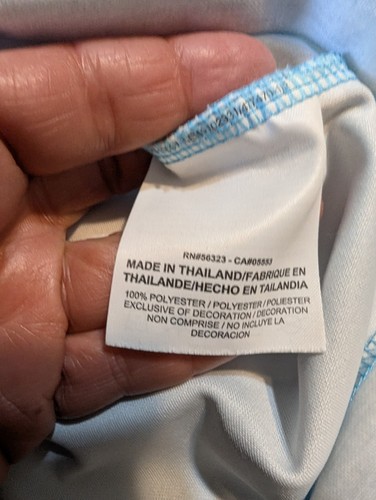 RN#56323 - CA#05553
MADE IN THAILAND/FABRIQUE EN
THAILANDE/HECHO EN TAILANDIA
100% POLYESTER / POLYESTER / POLIESTER
EXCLUSIVE OF DECORATION / DECORATION
NON COMPRISE / NO INCLUYE LA
DECORACION